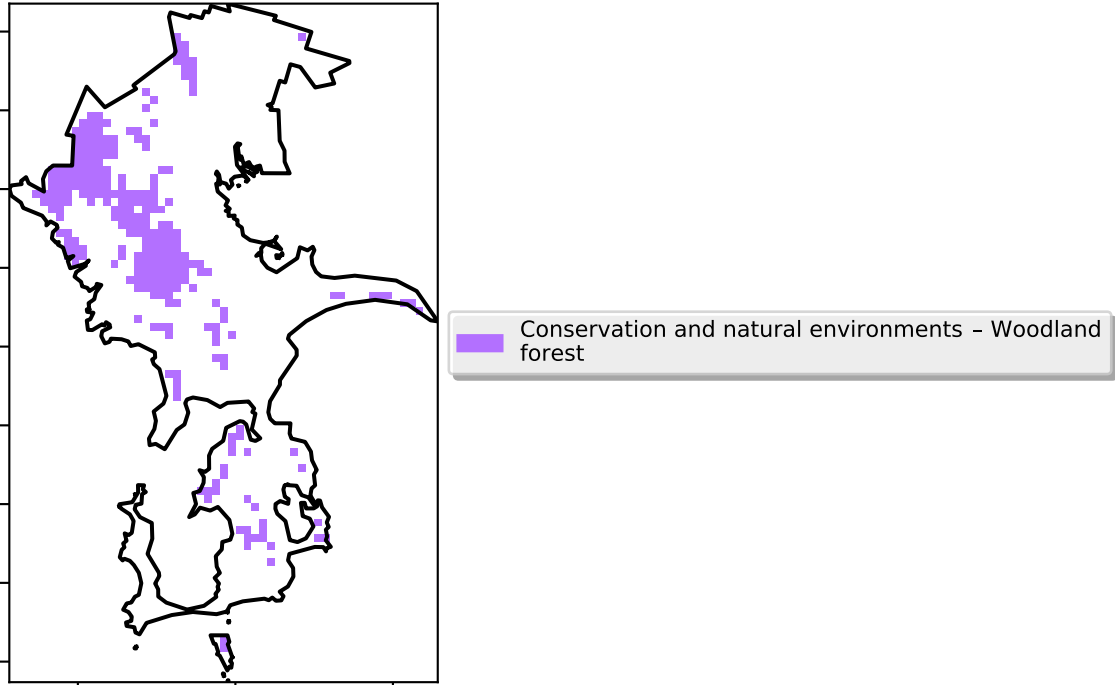 Conservation and natural environments – Woodland
forest